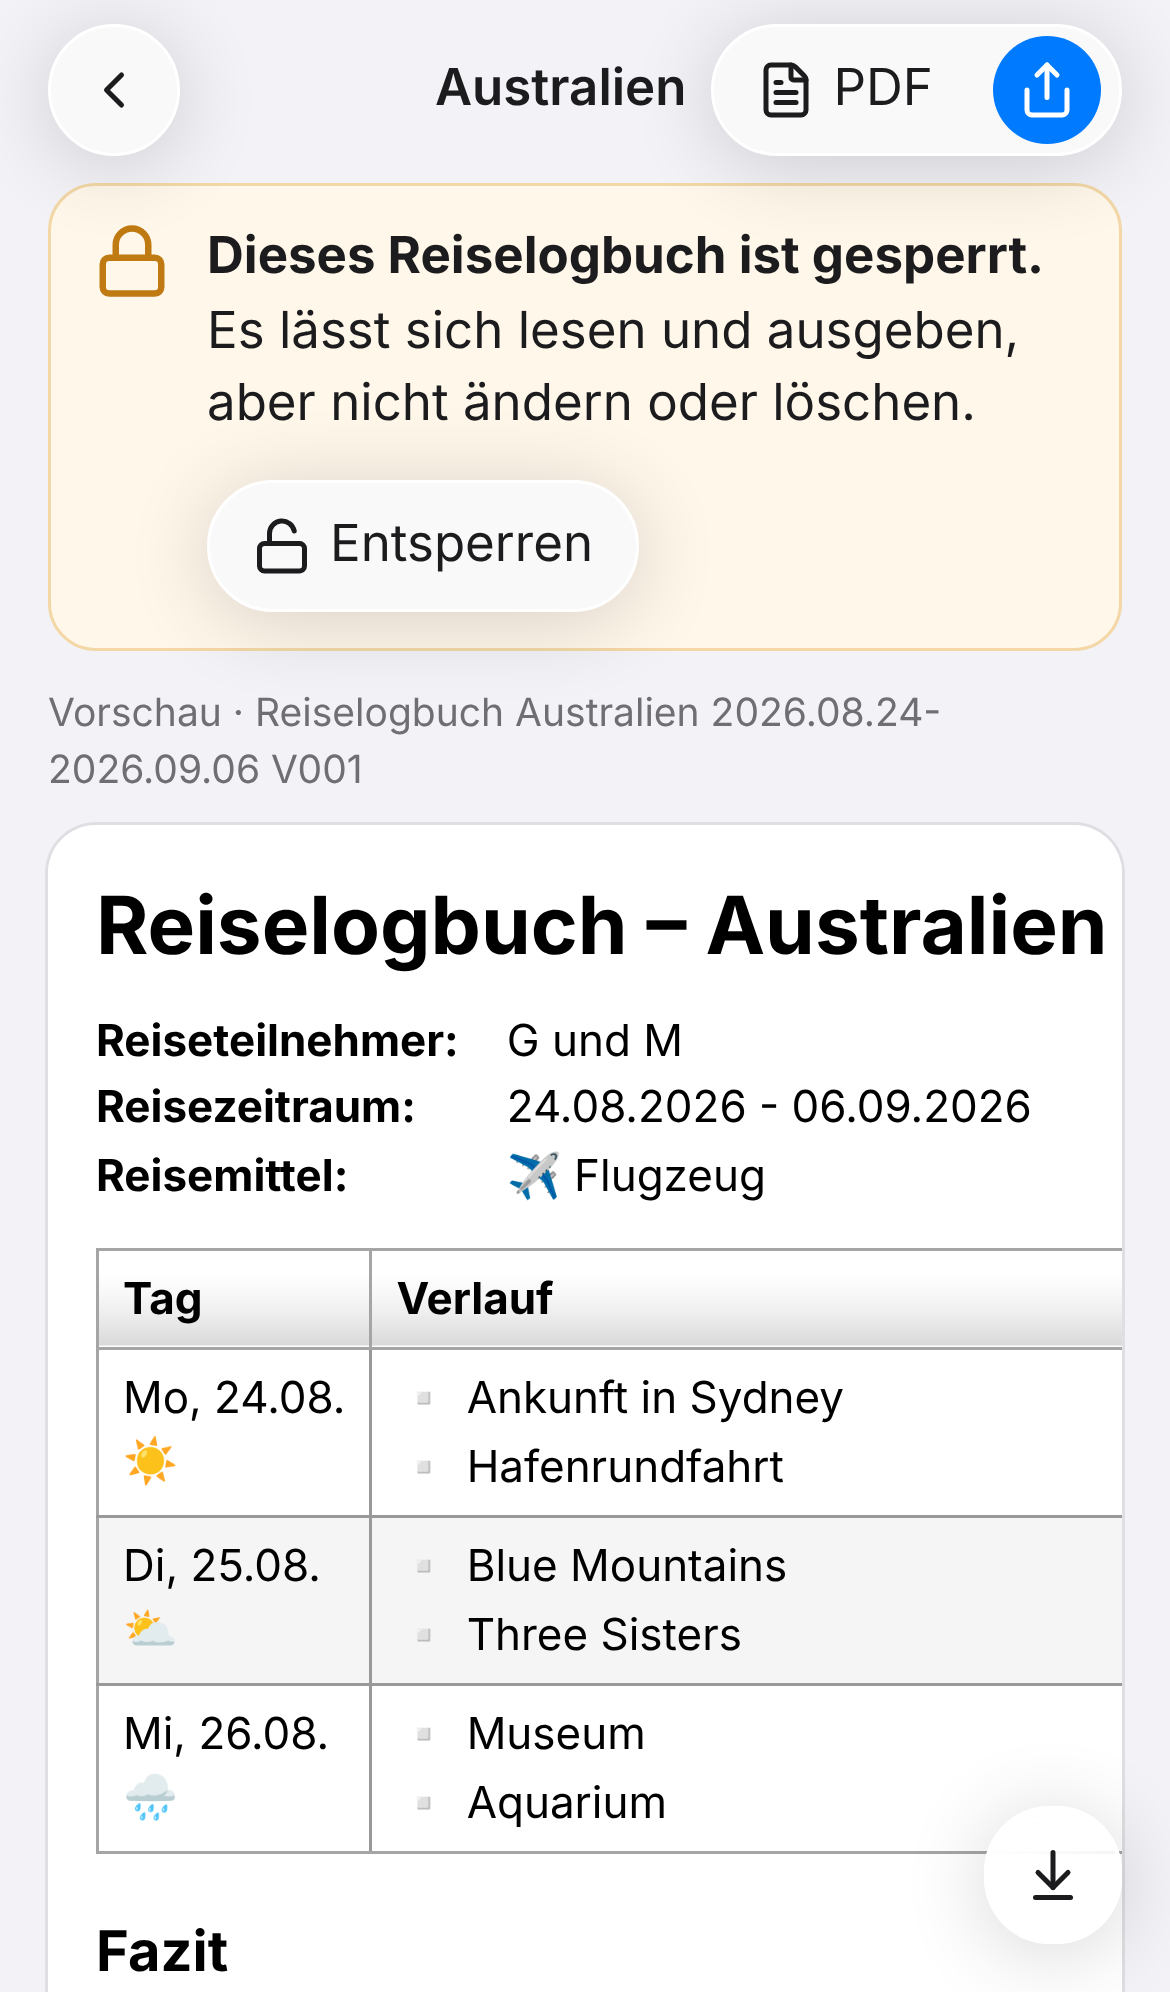 Australien
PDF
Dieses Reiselogbuch ist gesperrt.
Es lässt sich lesen und ausgeben,
aber nicht ändern oder löschen.
Entsperren
Vorschau · Reiselogbuch Australien 2026.08.24-
2026.09.06 V001
Reiselogbuch – Australien
Reiseteilnehmer: G und M
Reisezeitraum: 24.08.2026 - 06.09.2026
Reisemittel: ✈️ Flugzeug
Tag Verlauf
Mo, 24.08.
Ankunft in Sydney
Hafenrundfahrt
Di, 25.08.
Blue Mountains
Three Sisters
Mi, 26.08.
Museum
Aquarium
Fazit